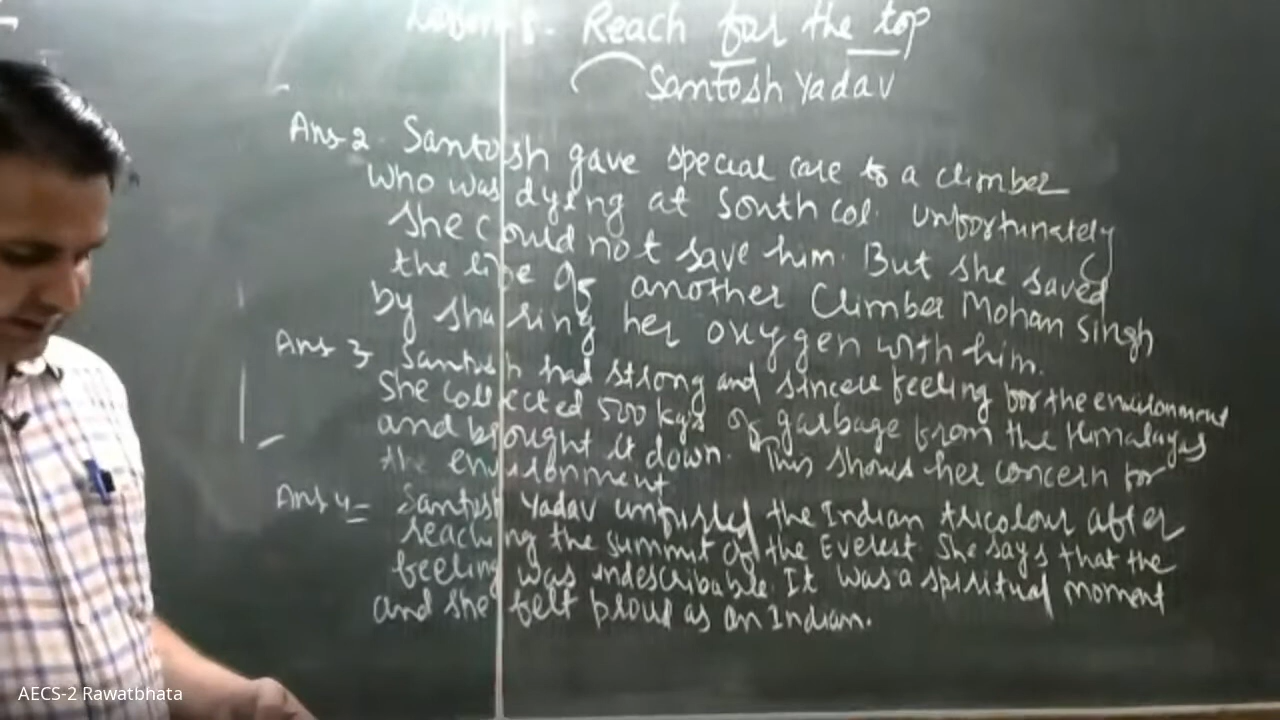 Lesson 8. Reach for the top
Santosh Yadav
Ans 2. Santosh gave special care to a climber
who was dying at South col. unfortunately
she could not save him. But she saved
the life of another Climber Mohan Singh
by sharing her oxygen with him.
Ans 3 Santosh had strong and sincere feeling for the environment
She collected 500 kgs of garbage from the Himalayas
and brought it down. This shows her concern for
the environment
Ans 4= Santosh Yadav unfurled the Indian tricolour after
reaching the summit of the Everest. She says that the
feeling was indescribable. It was a spiritual moment
and she felt proud as an Indian.
AECS-2 Rawatbhata